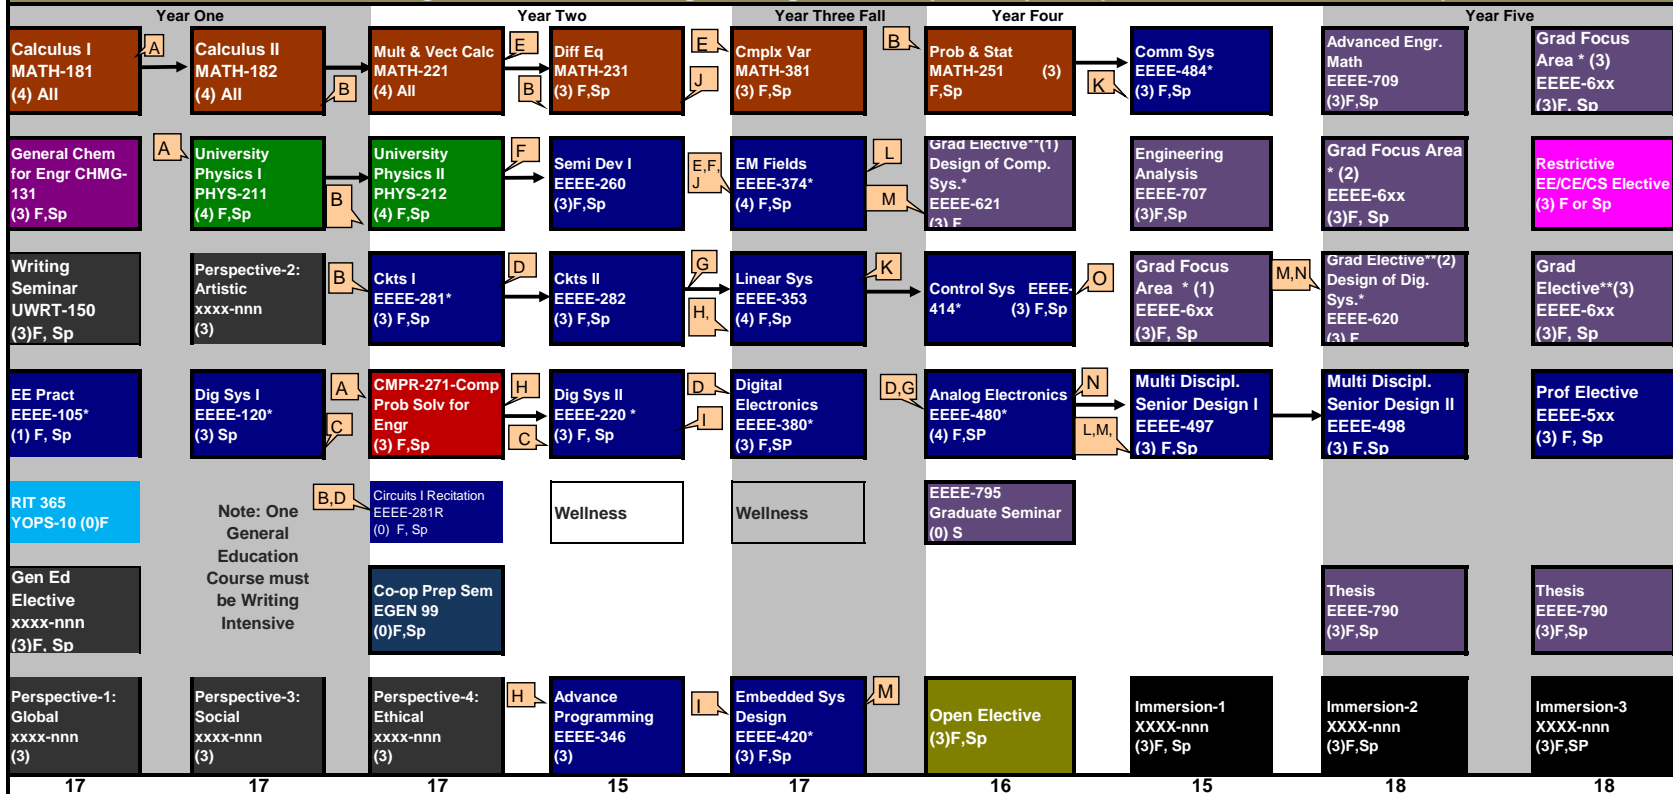 Year One
Year Two
Year Three Fall
Year Four
Year Five
Calculus I
MATH-181
(4) All
A
Calculus II
MATH-182
(4) All
B
Mult & Vect Calc
MATH-221
(4) All
E
B
Diff Eq
MATH-231
(3) F,Sp
J
E
Cmplx Var
MATH-381
(3) F,Sp
B
Prob & Stat
MATH-251 (3)
F,Sp
K
Comm Sys
EEEE-484*
(3) F,Sp
Advanced Engr.
Math
EEEE-709
(3)F,Sp
Grad Focus
Area * (3)
EEEE-6xx
(3)F, Sp
General Chem
for Engr CHMG-
131
(3) F,Sp
A
University
Physics I
PHYS-211
(4) F,Sp
B
University
Physics II
PHYS-212
(4) F,Sp
F
Semi Dev I
EEEE-260
(3)F,Sp
E,F,
J
EM Fields
EEEE-374*
(4) F,Sp
L
M
Grad Elective**(1)
Design of Comp.
Sys.*
EEEE-621
(3) F
Engineering
Analysis
EEEE-707
(3)F,Sp
Grad Focus Area
* (2)
EEEE-6xx
(3)F, Sp
Restrictive
EE/CE/CS Elective
(3) F or Sp
Writing
Seminar
UWRT-150
(3)F, Sp
Perspective-2:
Artistic
xxxx-nnn
(3)
B
Ckts I
EEEE-281*
(3) F,Sp
D
Ckts II
EEEE-282
(3) F,Sp
G
H,
Linear Sys
EEEE-353
(4) F,Sp
K
Control Sys EEEE-
414* (3) F,Sp
O
Grad Focus
Area * (1)
EEEE-6xx
(3)F, Sp
M,N
Grad Elective**(2)
Design of Dig.
Sys.*
EEEE-620
(3) F
Grad
Elective**(3)
EEEE-6xx
(3)F, Sp
EE Pract
EEEE-105*
(1) F, Sp
Dig Sys I
EEEE-120*
(3) Sp
A
C
CMPR-271-Comp
Prob Solv for
Engr
(3) F,Sp
H
C
Dig Sys II
EEEE-220 *
(3) F, Sp
D
I
Digital
Electronics
EEEE-380*
(3) F,SP
D,G
Analog Electronics
EEEE-480*
(4) F,SP
N
L,M,
Multi Discipl.
Senior Design I
EEEE-497
(3) F,Sp
Multi Discipl.
Senior Design II
EEEE-498
(3) F,Sp
Prof Elective
EEEE-5xx
(3) F, Sp
RIT 365
YOPS-10 (0)F
Note: One
General
Education
Course must
be Writing
Intensive
B,D
Circuits I Recitation
EEEE-281R
(0) F, Sp
Wellness
Wellness
EEEE-795
Graduate Seminar
(0) S
Gen Ed
Elective
xxxx-nnn
(3)F, Sp
Co-op Prep Sem
EGEN 99
(0)F,Sp
Thesis
EEEE-790
(3)F,Sp
Thesis
EEEE-790
(3)F,Sp
Perspective-1:
Global
xxxx-nnn
(3)
Perspective-3:
Social
xxxx-nnn
(3)
Perspective-4:
Ethical
xxxx-nnn
(3)
H
Advance
Programming
EEEE-346
(3)
I
Embedded Sys
Design
EEEE-420*
(3) F,Sp
M
Open Elective
(3)F,Sp
Immersion-1
XXXX-nnn
(3)F, Sp
Immersion-2
XXXX-nnn
(3)F,Sp
Immersion-3
XXXX-nnn
(3)F,SP
17 17 17 15 17 16 15 18 18